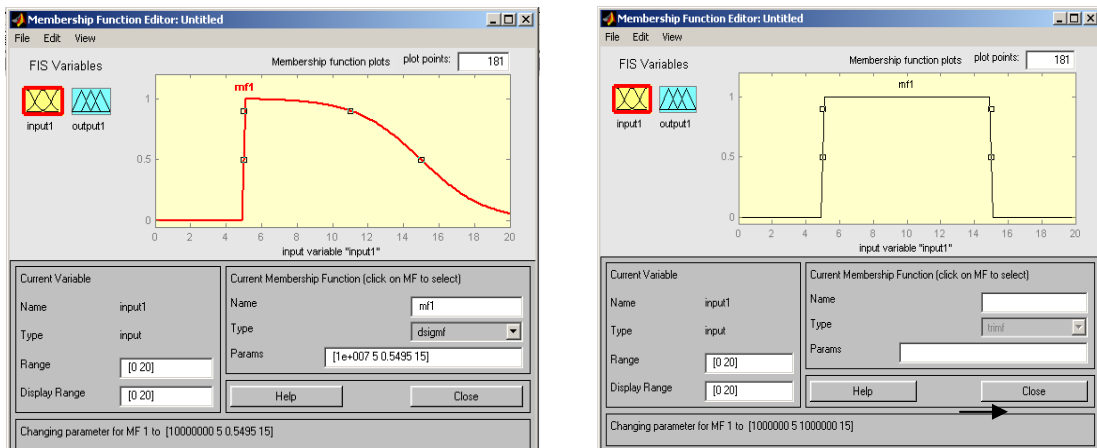 Membership Function Editor: Untitled
File Edit View
FIS Variables
Membership function plots plot points: 181
input1 output1
mf1
1
0.5
0
0 2 4 6 8 10 12 14 16 18 20
input variable "input1"
Current Variable
Name input1
Type input
Range [0 20]
Display Range [0 20]
Current Membership Function (click on MF to select)
Name mf1
Type dsigmf
Params [1e+007 5 0.5495 15]
Help Close
Changing parameter for MF 1 to [10000000 5 0.5495 15]
Membership Function Editor: Untitled
File Edit View
FIS Variables
Membership function plots plot points: 181
input1 output1
mf1
1
0.5
0
0 2 4 6 8 10 12 14 16 18 20
input variable "input1"
Current Variable
Name input1
Type input
Range [0 20]
Display Range [0 20]
Current Membership Function (click on MF to select)
Name
Type trimf
Params
Help Close
Changing parameter for MF 1 to [1000000 5 1000000 15]